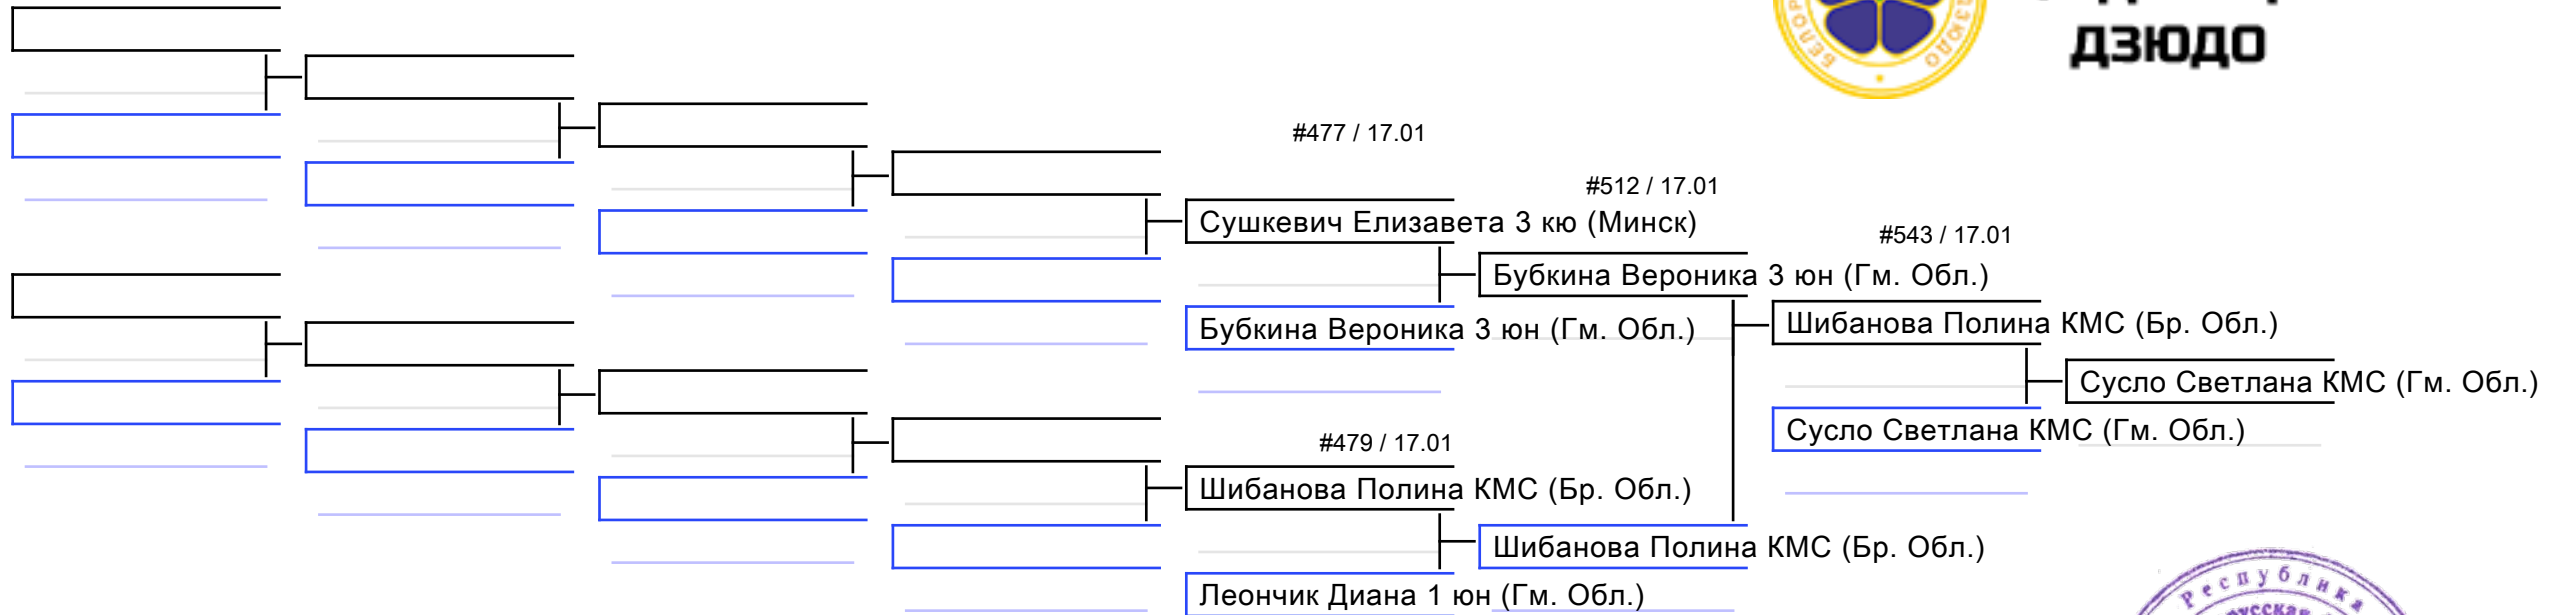 ДЗЮДО
#477 / 17.01
#512 / 17.01
Сушкевич Елизавета 3 кю (Минск)
#543 / 17.01
Бубкина Вероника 3 юн (Гм. Обл.)
Бубкина Вероника 3 юн (Гм. Обл.)
Шибанова Полина КМС (Бр. Обл.)
Сусло Светлана КМС (Гм. Обл.)
Сусло Светлана КМС (Гм. Обл.)
#479 / 17.01
Шибанова Полина КМС (Бр. Обл.)
Шибанова Полина КМС (Бр. Обл.)
Леончик Диана 1 юн (Гм. Обл.)
Республика